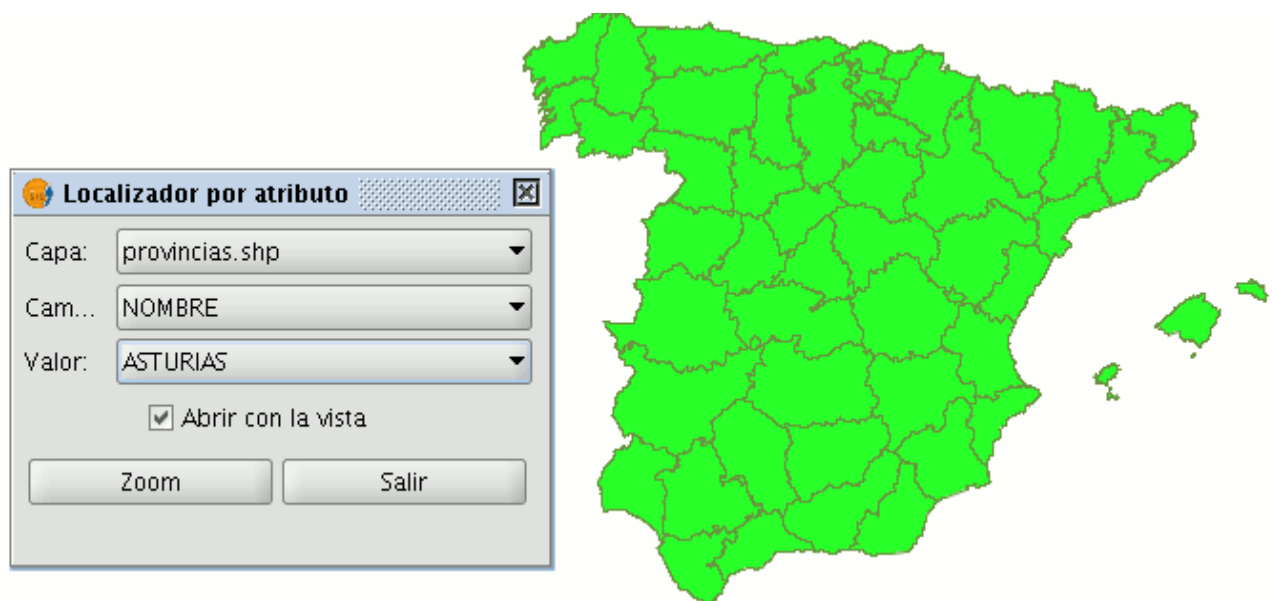 Localizador por atributo
Capa: provincias.shp
Cam... NOMBRE
Valor: ASTURIAS
Abrir con la vista
Zoom Salir